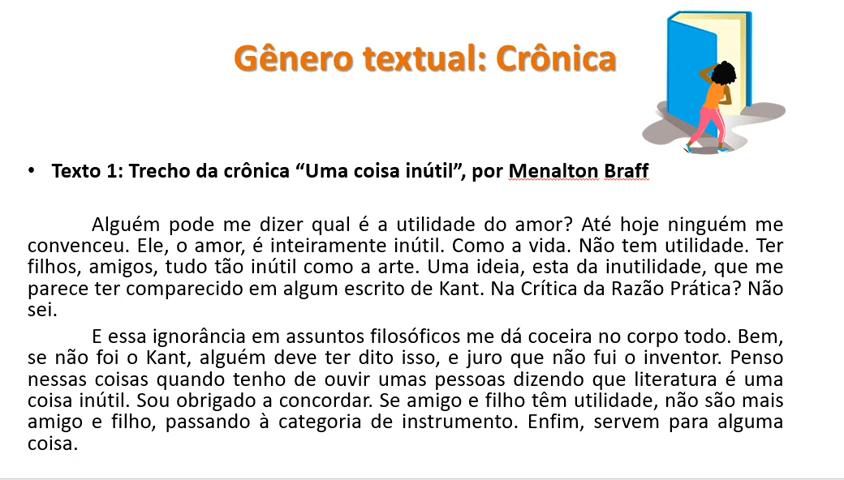 Gênero textual: Crônica
• Texto 1: Trecho da crônica “Uma coisa inútil”, por Menalton Braff
Alguém pode me dizer qual é a utilidade do amor? Até hoje ninguém me
convenceu. Ele, o amor, é inteiramente inútil. Como a vida. Não tem utilidade. Ter
filhos, amigos, tudo tão inútil como a arte. Uma ideia, esta da inutilidade, que me
parece ter comparecido em algum escrito de Kant. Na Crítica da Razão Prática? Não
sei.
E essa ignorância em assuntos filosóficos me dá coceira no corpo todo. Bem,
se não foi o Kant, alguém deve ter dito isso, e juro que não fui o inventor. Penso
nessas coisas quando tenho de ouvir umas pessoas dizendo que literatura é uma
coisa inútil. Sou obrigado a concordar. Se amigo e filho têm utilidade, não são mais
amigo e filho, passando à categoria de instrumento. Enfim, servem para alguma
coisa.